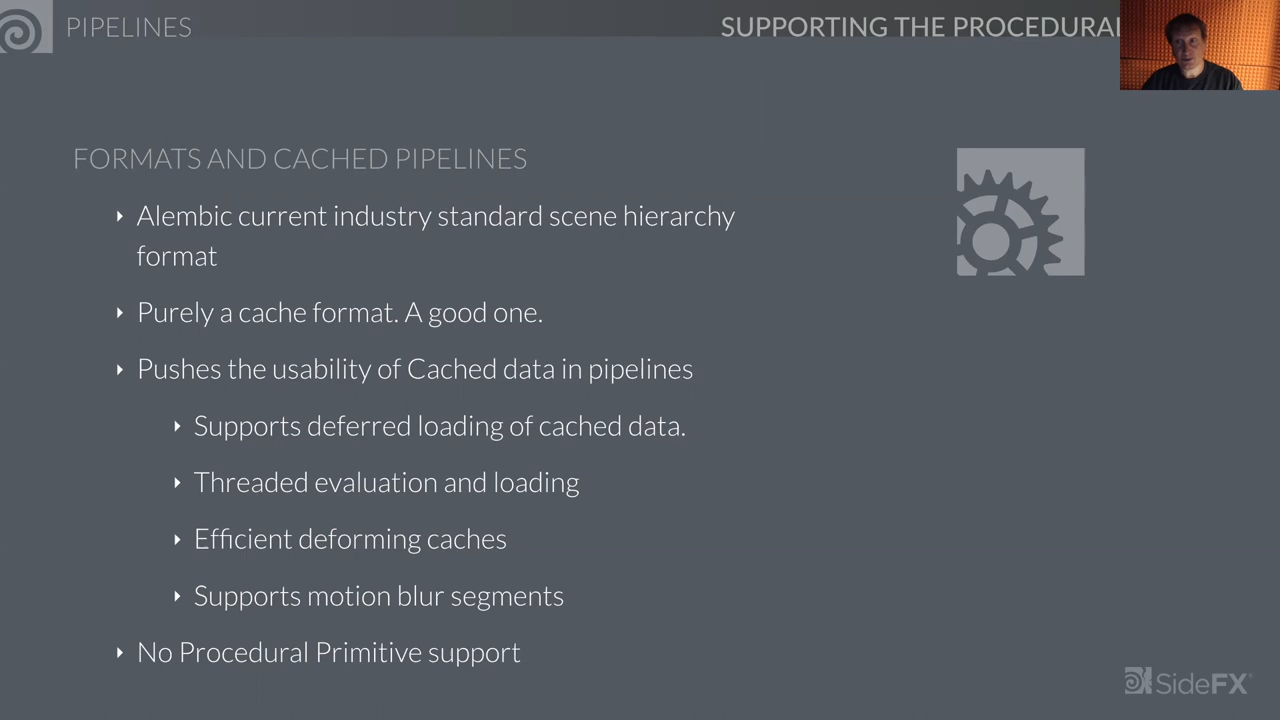 PIPELINES
SUPPORTING THE PROCEDURAL
FORMATS AND CACHED PIPELINES
Alembic current industry standard scene hierarchy
format
Purely a cache format. A good one.
Pushes the usability of Cached data in pipelines
Supports deferred loading of cached data.
Threaded evaluation and loading
Efficient deforming caches
Supports motion blur segments
No Procedural Primitive support
SideFX